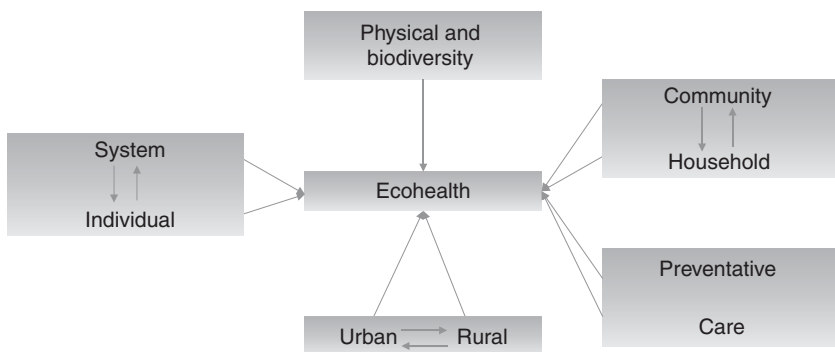 Physical and
biodiversity
Community
Household
System
Individual
Ecohealth
Preventative
Care
Urban Rural